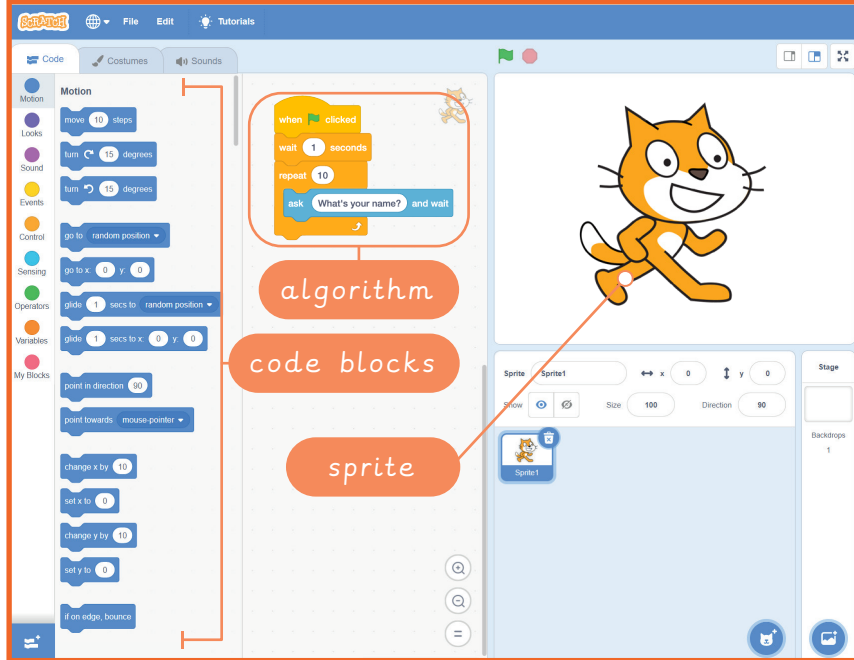 SCRATCH File Edit Tutorials
Code Costumes Sounds
Motion
Looks
Sound
Events
Control
Sensing
Operators
Variables
My Blocks
Motion
move 10 steps
turn 15 degrees
turn 15 degrees
go to random position
go to x: 0 y: 0
glide 1 secs to random position
glide 1 secs to x: 0 y: 0
point in direction 90
point towards mouse-pointer
change x by 10
set x to 0
change y by 10
set y to 0
if on edge, bounce
when clicked
wait 1 seconds
repeat 10
ask What's your name? and wait
algorithm
code blocks
sprite
Sprite Sprite1 x 0 y 0
Show Size 100 Direction 90
Sprite1
Stage
Backdrops
1